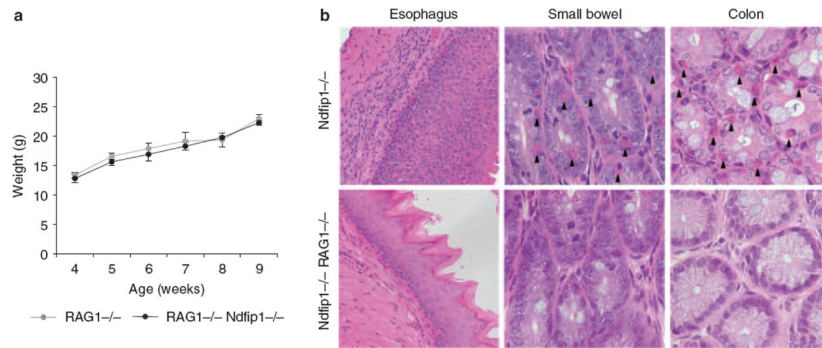 a
30
25
20
15
10
5
0
Weight (g)
4 5 6 7 8 9
Age (weeks)
RAG1–/– RAG1–/– Ndfip1–/–
b
Esophagus Small bowel Colon
Ndfip1–/–
Ndfip1–/– RAG1–/–